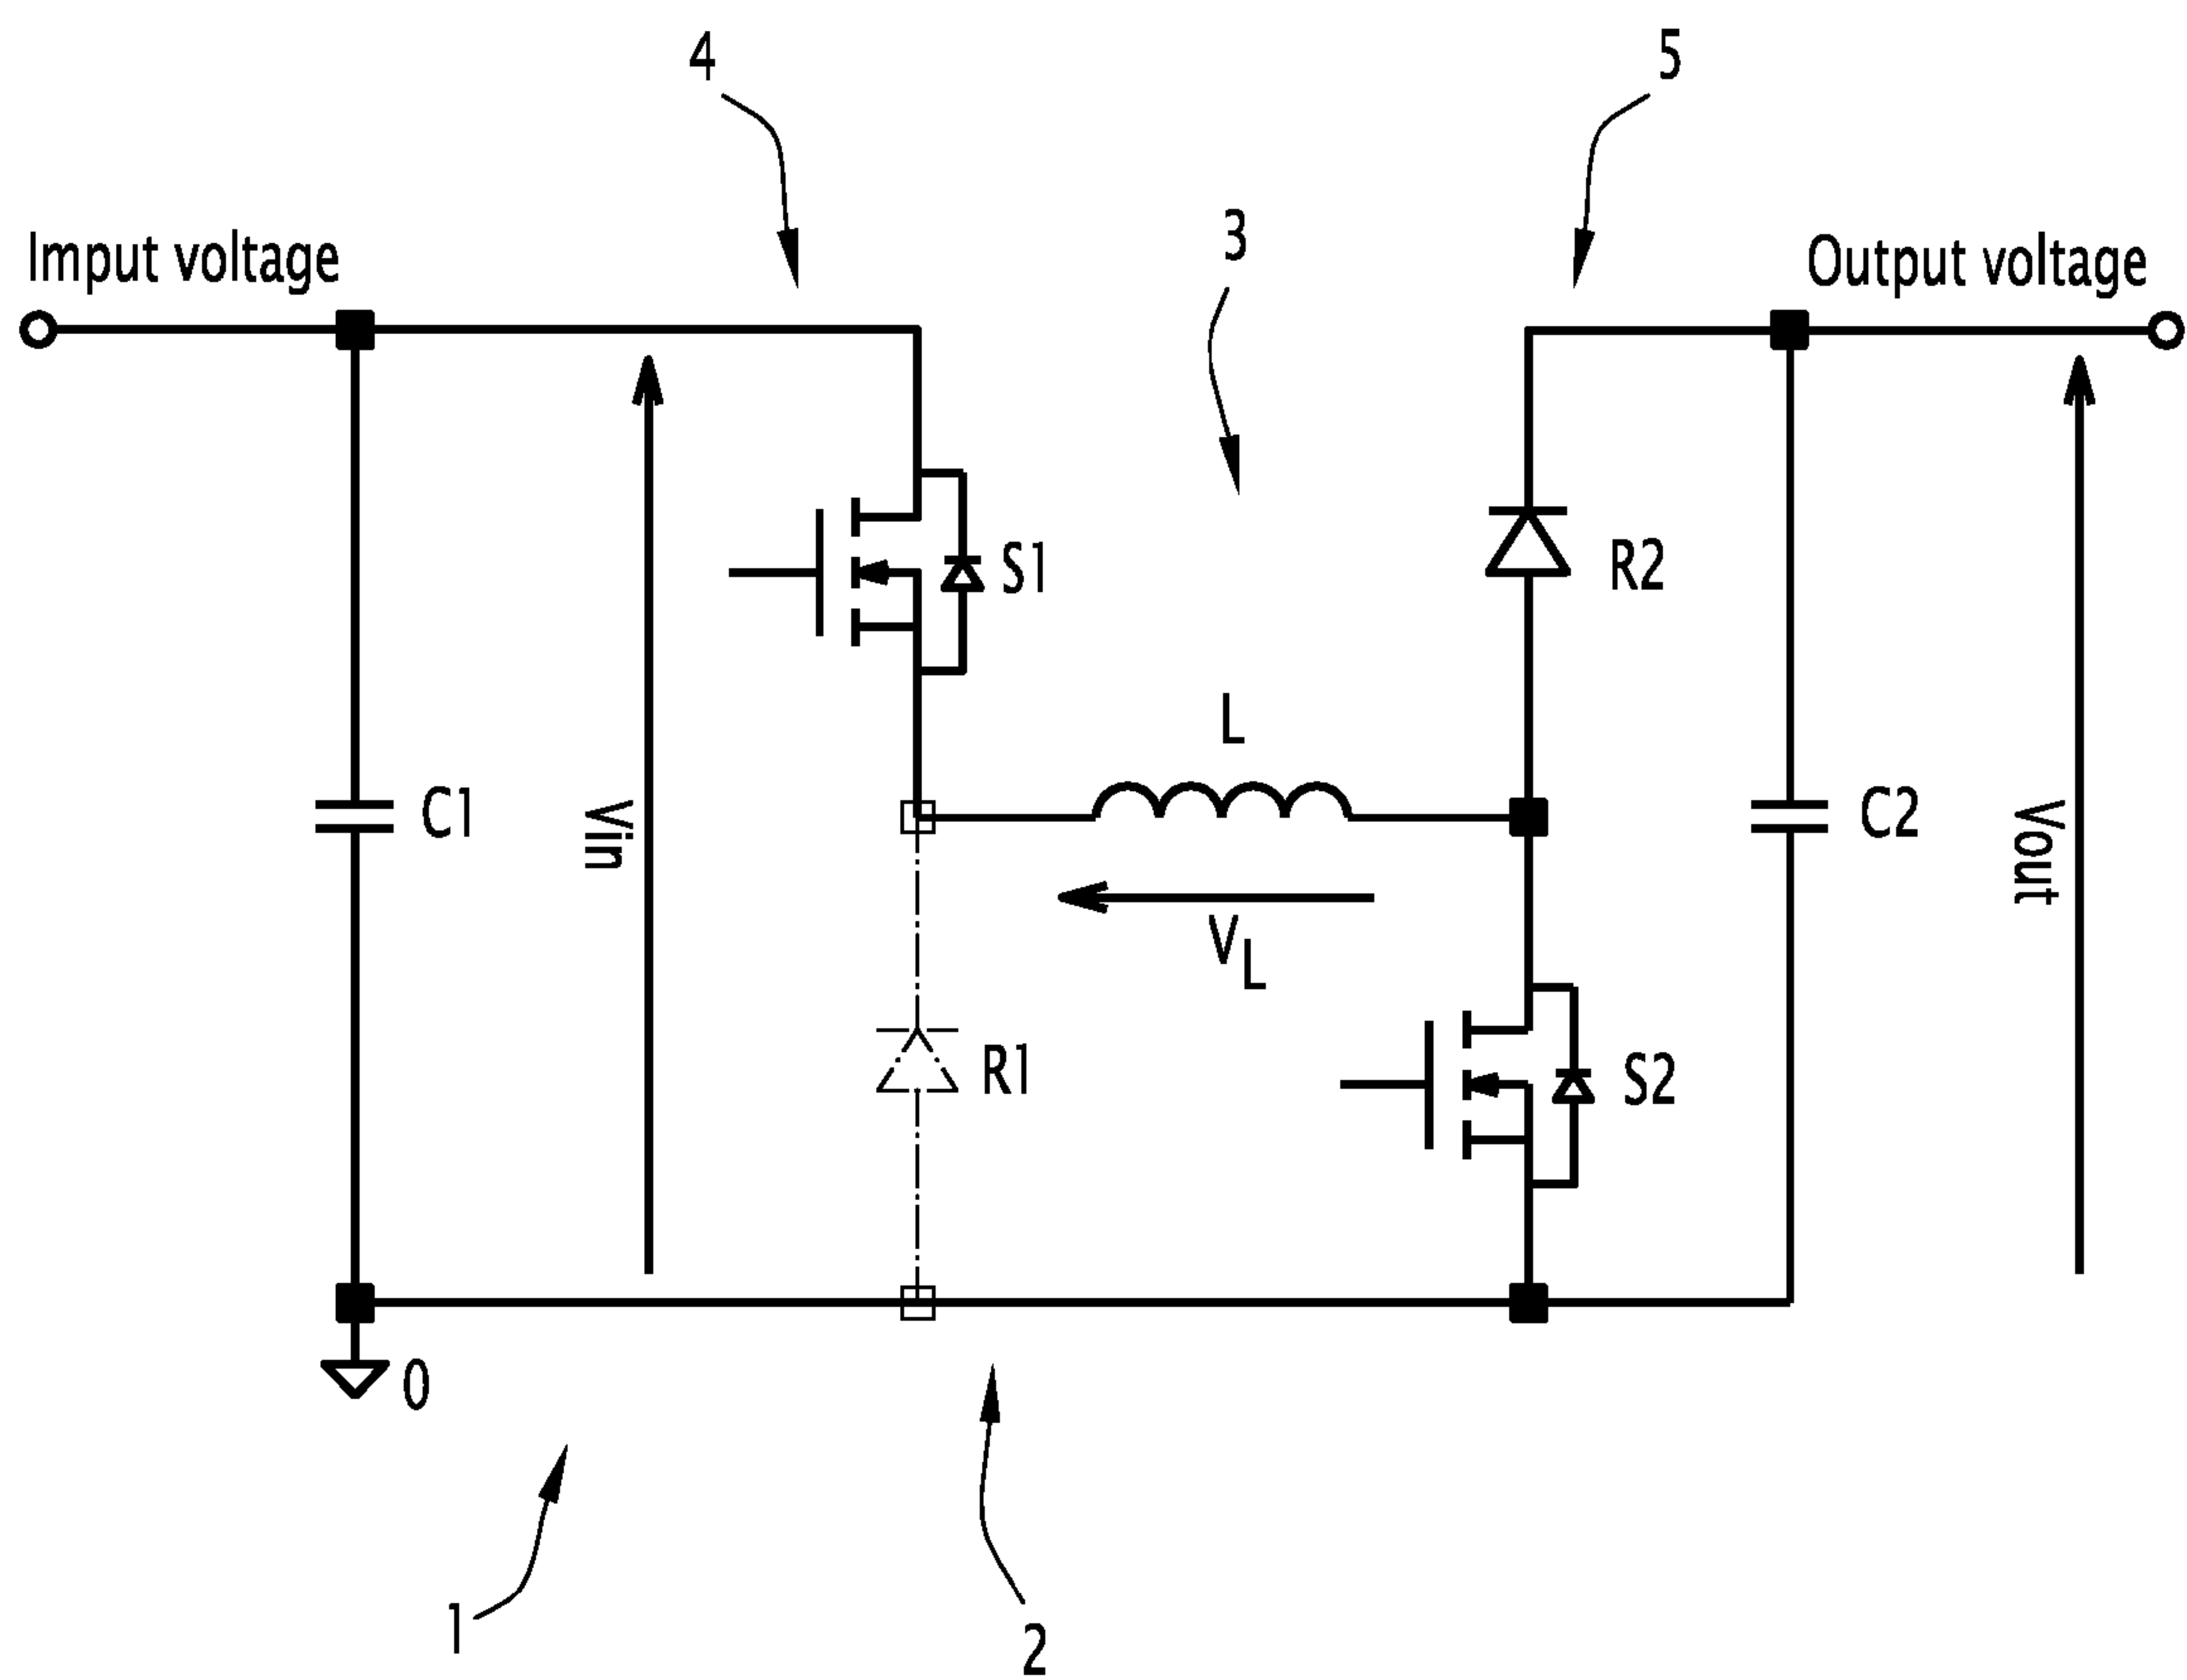 4
5
3
Imput voltage
Output voltage
S1
R2
L
C1
Vin
C2
Vout
VL
R1
S2
0
1
2